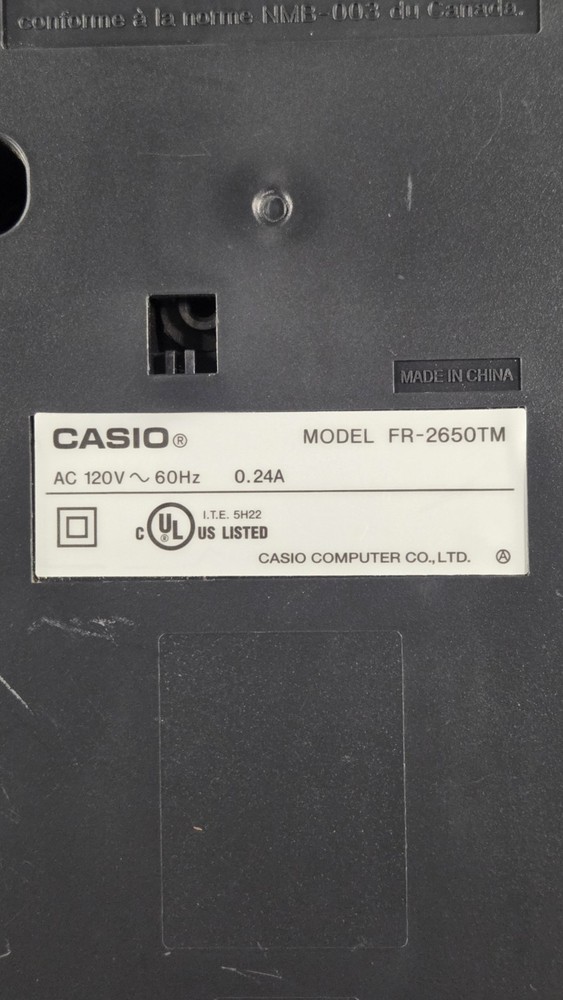 conforme à la norme NMB-003 du Canada.
MADE IN CHINA
CASIO® MODEL FR-2650TM
AC 120V ~ 60Hz 0.24A
I.T.E. 5H22
C UL® US LISTED
CASIO COMPUTER CO.,LTD. Ⓐ